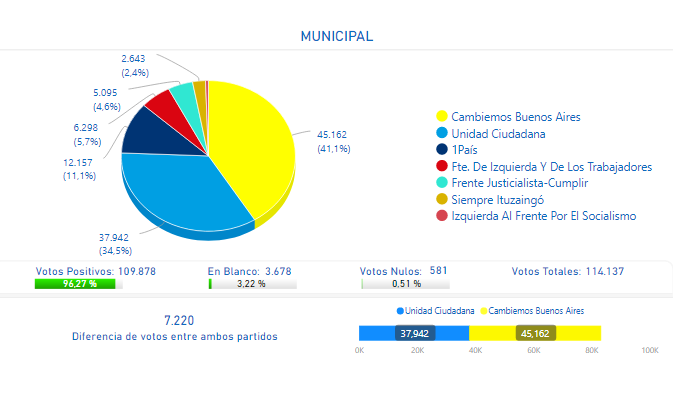 MUNICIPAL
2.643
(2,4%)
5.095
(4,6%)
6.298
(5,7%)
12.157
(11,1%)
37.942
(34,5%)
45.162
(41,1%)
Cambiemos Buenos Aires
Unidad Ciudadana
1País
Fte. De Izquierda Y De Los Trabajadores
Frente Justicialista-Cumplir
Siempre Ituzaingó
Izquierda Al Frente Por El Socialismo
Votos Positivos: 109.878
96,27 %
En Blanco: 3.678
3,22 %
Votos Nulos: 581
0,51 %
Votos Totales: 114.137
7.220
Diferencia de votos entre ambos partidos
Unidad Ciudadana Cambiemos Buenos Aires
37,942 45,162
0K 20K 40K 60K 80K 100K